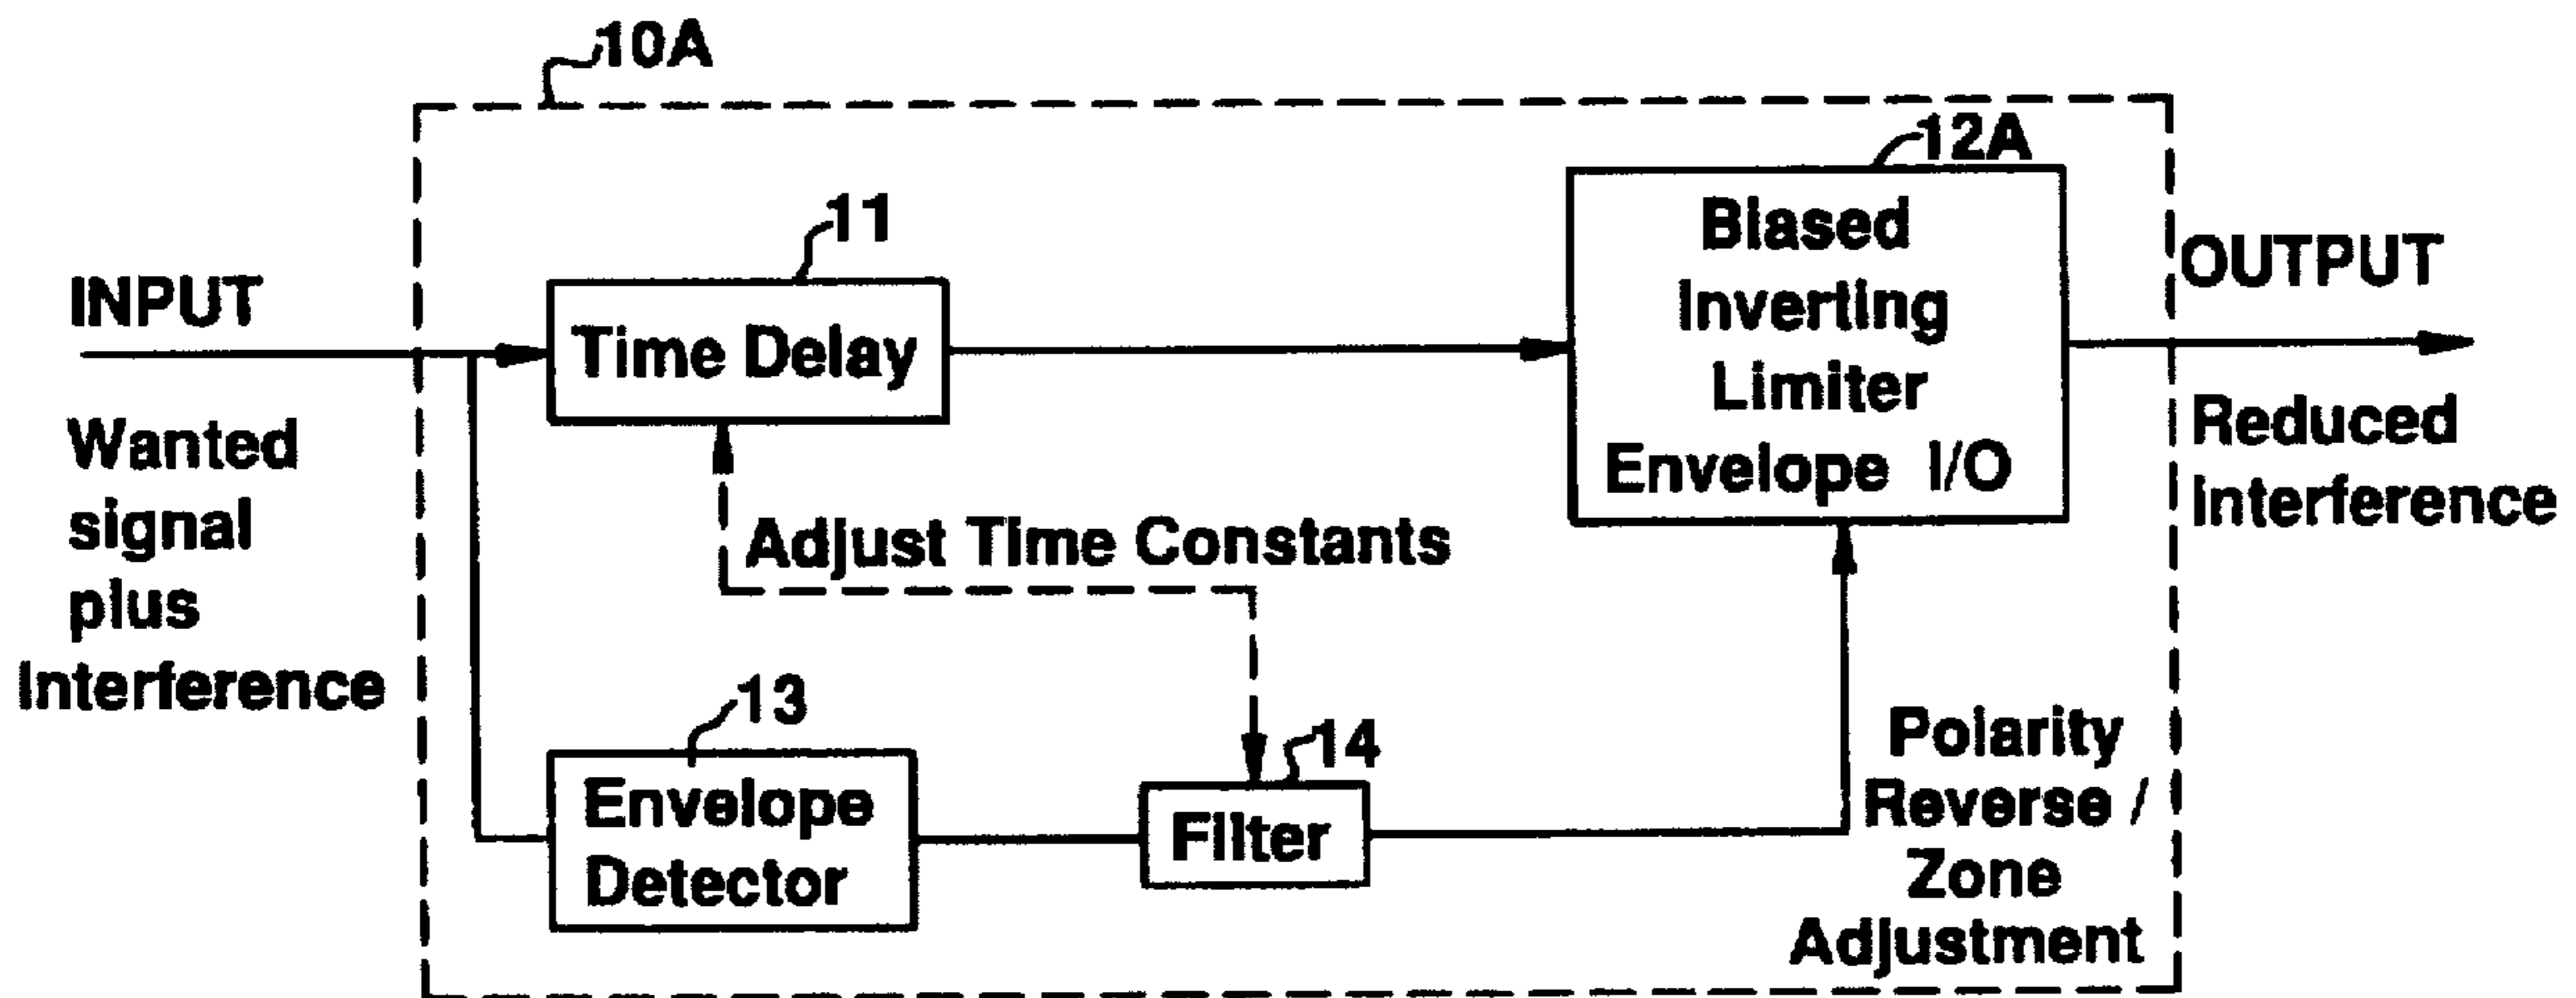 10A
12A
Biased
Inverting
Limiter
Envelope I/O
11
INPUT
Time Delay
OUTPUT
Wanted
signal
plus
Interference
Reduced
Interference
Adjust Time Constants
13
Envelope
Detector
14
Filter
Polarity
Reverse /
Zone
Adjustment